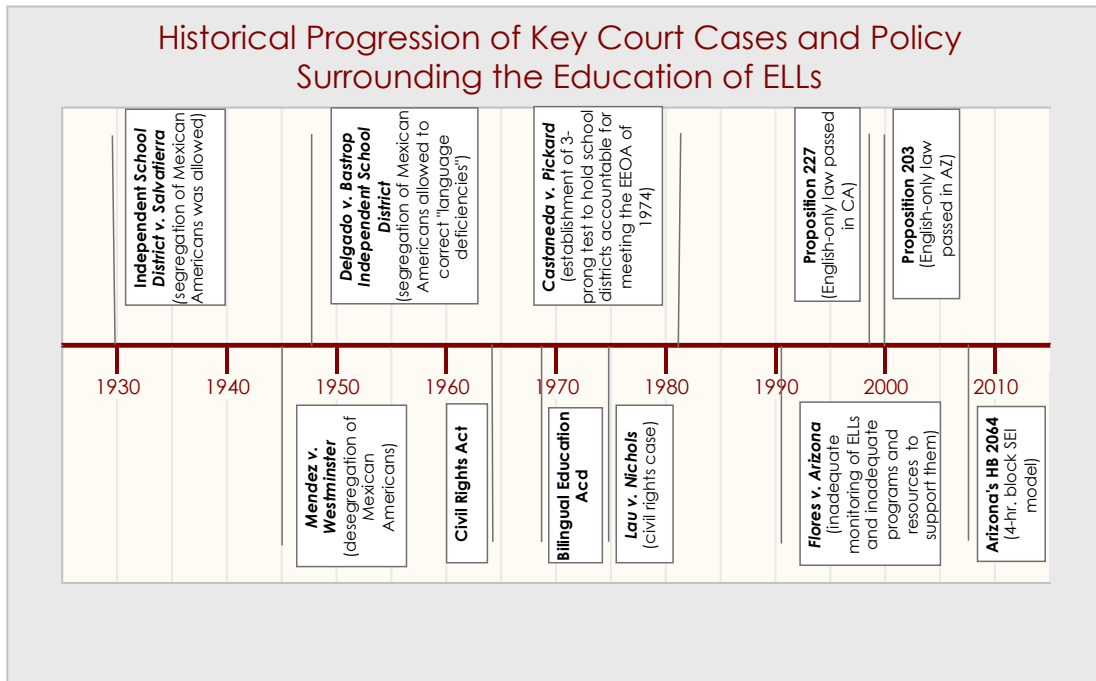 Historical Progression of Key Court Cases and Policy
Surrounding the Education of ELLs
Independent School
District v. Salvatierra
(segregation of Mexican
Americans was allowed)
Delgado v. Bastrop
Independent School
District
(segregation of Mexican
Americans allowed to
correct "language
deficiencies")
Castaneda v. Pickard
(establishment of 3-
prong test to hold school
districts accountable for
meeting the EEOA of
1974)
Proposition 227
(English-only law passed
in CA)
Proposition 203
(English-only law
passed in AZ)
1930
1940
1950
1960
1970
1980
1990
2000
2010
Mendez v.
Westminster
(desegregation of
Mexican
Americans)
Civil Rights Act
Bilingual Education
Acd
Lau v. Nichols
(civil rights case)
Flores v. Arizona
(inadequate
monitoring of ELLs
and inadequate
programs and
resources to
support them)
Arizona's HB 2064
(4-hr. block SEI
model)